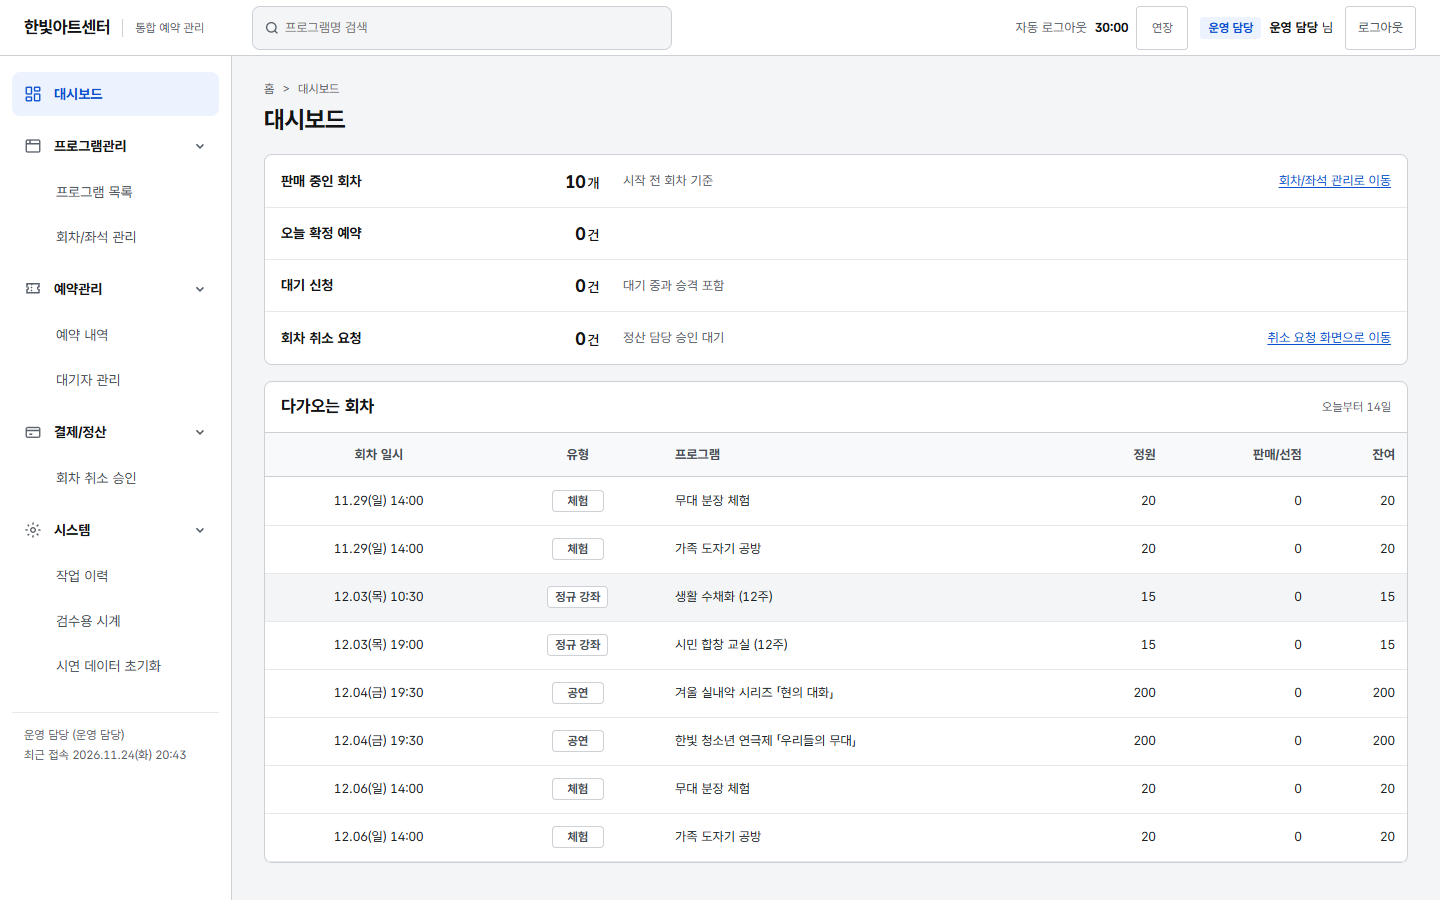 한빛아트센터 통합 예약 관리 프로그램명 검색 자동 로그아웃 30:00 연장 운영 담당 운영 담당 님 로그아웃
대시보드
프로그램관리
프로그램 목록
회차/좌석 관리
예약관리
예약 내역
대기자 관리
결제/정산
회차 취소 승인
시스템
작업 이력
검수용 시계
시연 데이터 초기화
운영 담당 (운영 담당)
최근 접속 2026.11.24(화) 20:43
홈 > 대시보드
대시보드
판매 중인 회차 10개 시작 전 회차 기준 회차/좌석 관리로 이동
오늘 확정 예약 0건
대기 신청 0건 대기 중과 승격 포함
회차 취소 요청 0건 정산 담당 승인 대기 취소 요청 화면으로 이동
다가오는 회차 오늘부터 14일
회차 일시 유형 프로그램 정원 판매/선점 잔여
11.29(일) 14:00 체험 무대 분장 체험 20 0 20
11.29(일) 14:00 체험 가족 도자기 공방 20 0 20
12.03(목) 10:30 정규 강좌 생활 수채화 (12주) 15 0 15
12.03(목) 19:00 정규 강좌 시민 합창 교실 (12주) 15 0 15
12.04(금) 19:30 공연 겨울 실내악 시리즈 「현의 대화」 200 0 200
12.04(금) 19:30 공연 한빛 청소년 연극제 「우리들의 무대」 200 0 200
12.06(일) 14:00 체험 무대 분장 체험 20 0 20
12.06(일) 14:00 체험 가족 도자기 공방 20 0 20